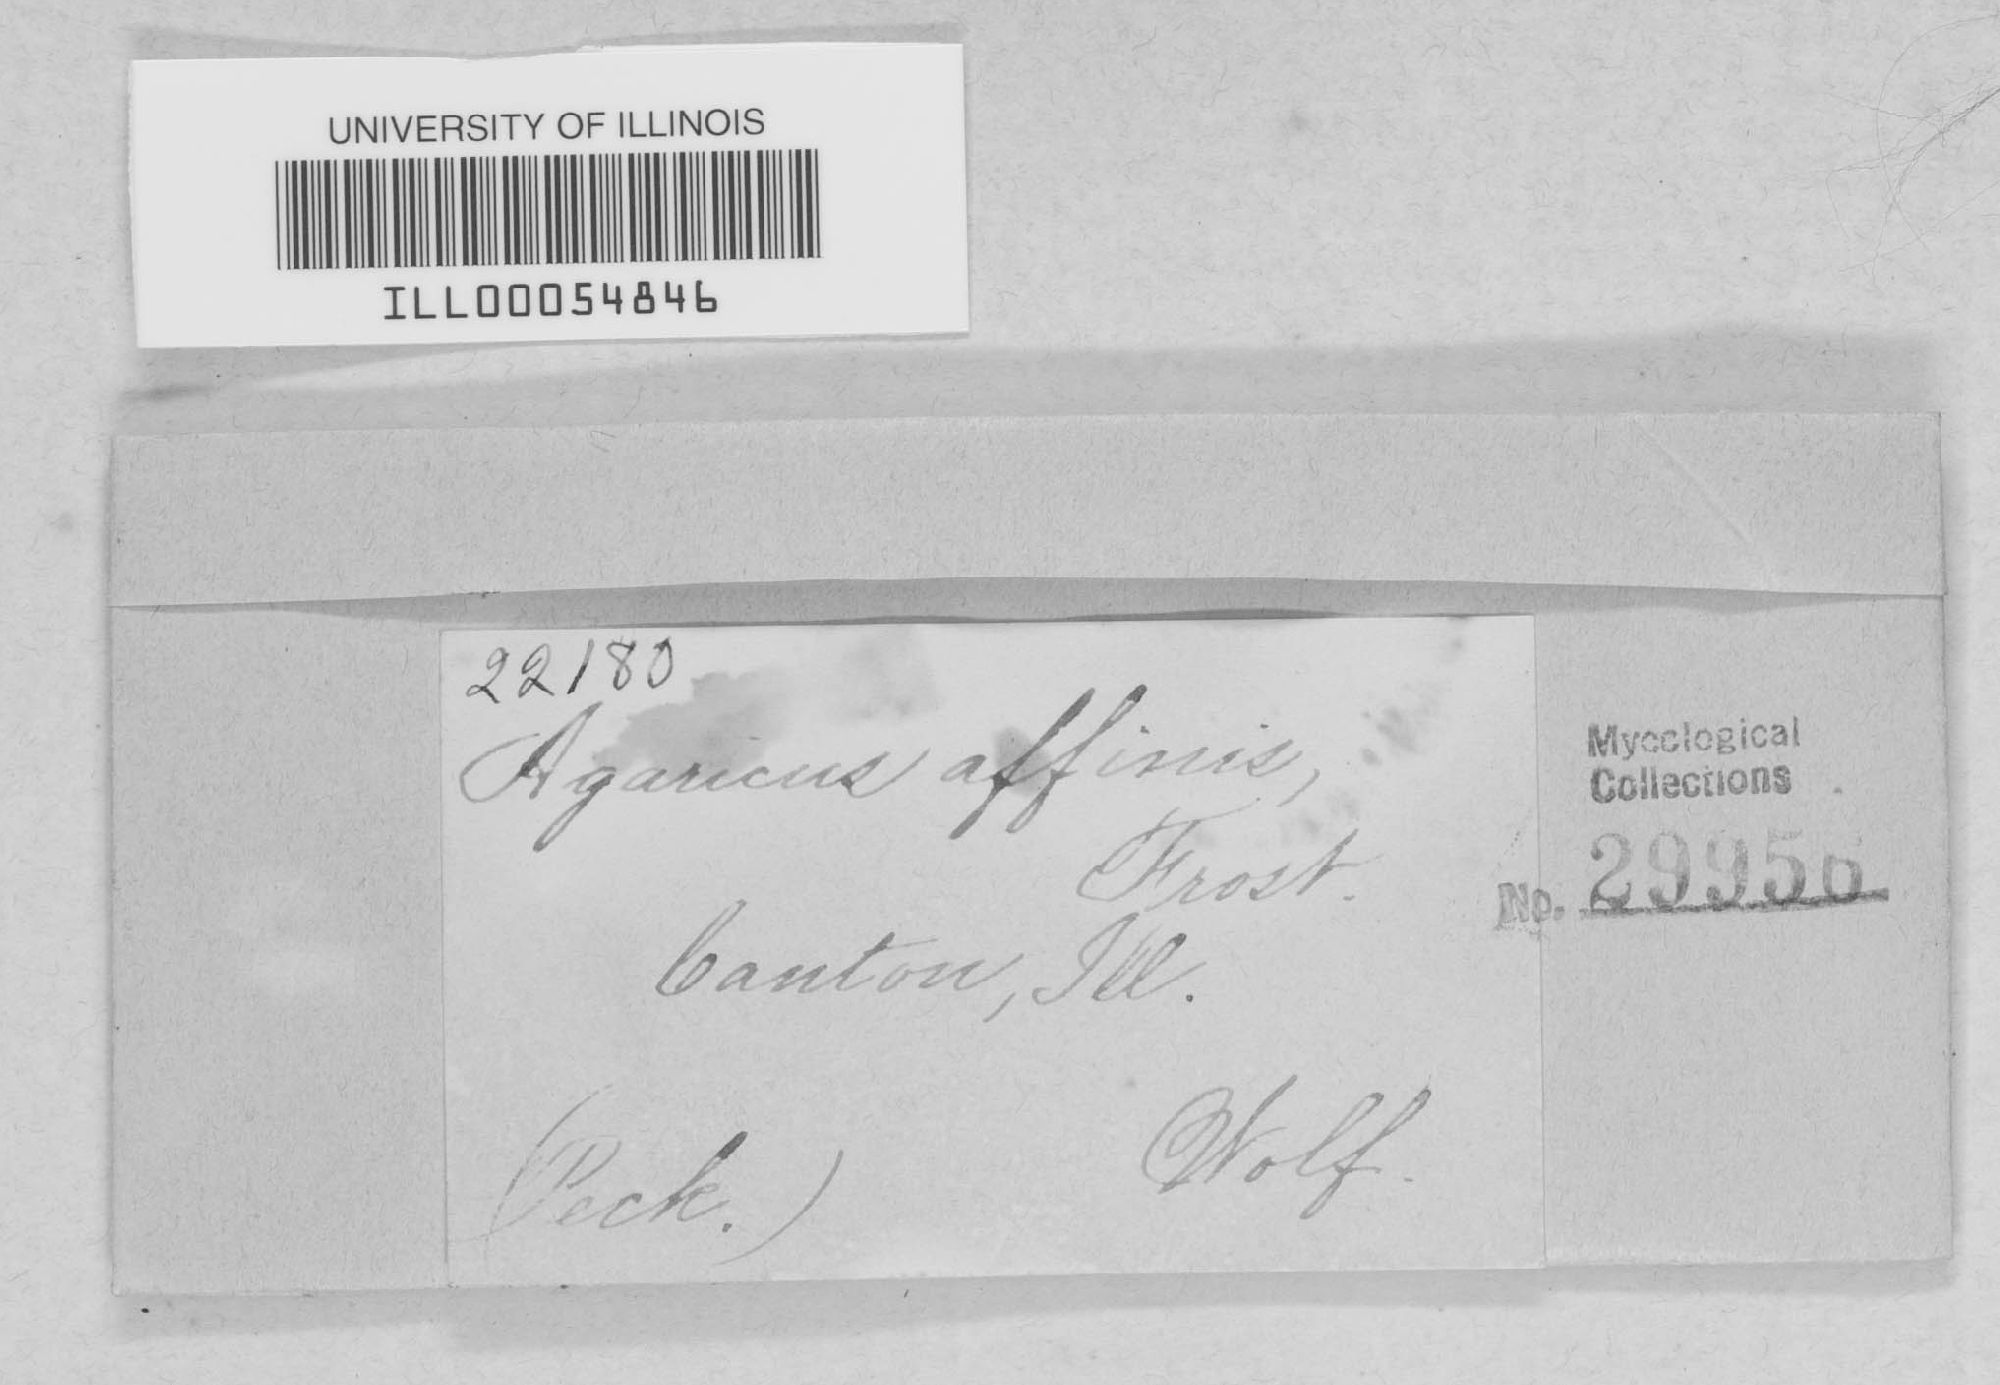 UNIVERSITY OF ILLINOIS
ILL00054846
22180
Agaricus affinis,
Frost.
Canton, Ill.
Wolf.
(Peck.)
Mycological
Collections
No. 29956